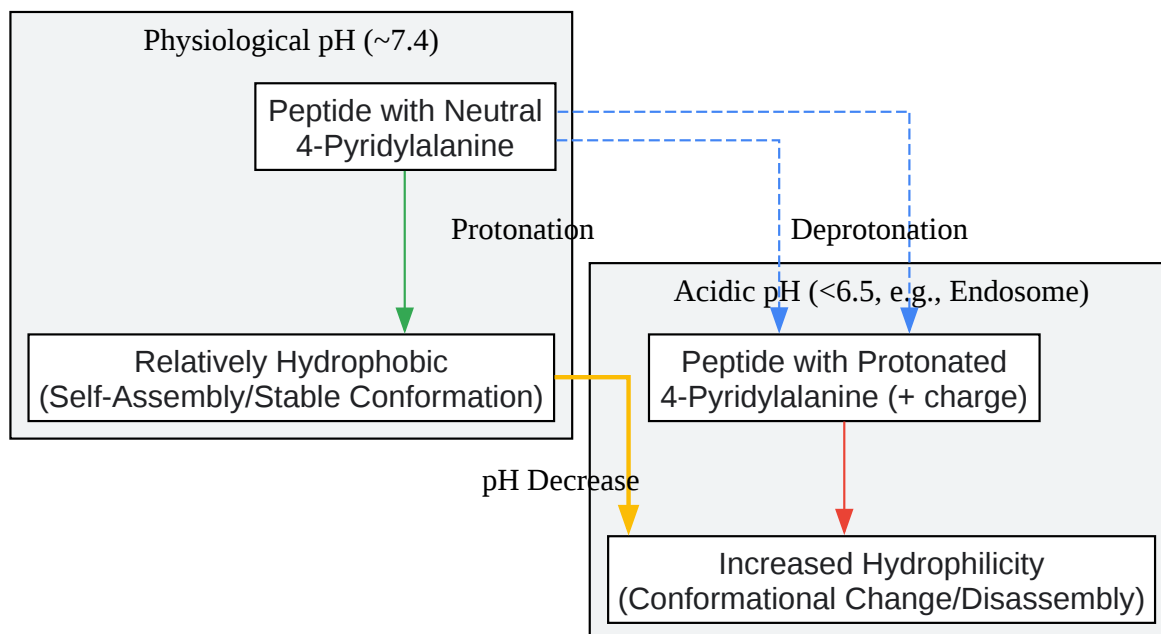 Physiological pH (~7.4)
Peptide with Neutral
4-Pyridylalanine
Protonation
Deprotonation
Acidic pH (<6.5, e.g., Endosome)
Relatively Hydrophobic
(Self-Assembly/Stable Conformation)
Peptide with Protonated
4-Pyridylalanine (+ charge)
pH Decrease
Increased Hydrophilicity
(Conformational Change/Disassembly)